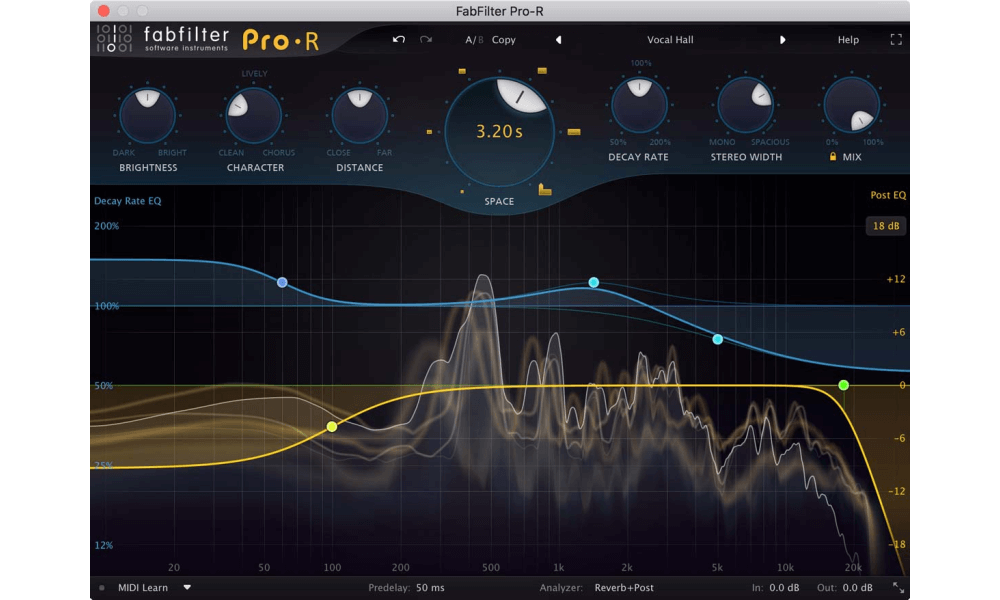 FabFilter Pro-R
fabfilter
software instruments
Pro·R
A/B Copy
Vocal Hall
Help
LIVELY
DARK BRIGHT
BRIGHTNESS
CLEAN CHORUS
CHARACTER
CLOSE FAR
DISTANCE
3.20s
SPACE
100%
50% 200%
DECAY RATE
MONO SPACIOUS
STEREO WIDTH
0% 100%
MIX
Decay Rate EQ
Post EQ
200%
18 dB
+12
100%
+6
50%
0
-6
25%
-12
12%
-18
20 50 100 200 500 1k 2k 5k 10k 20k
MIDI Learn
Predelay: 50 ms
Analyzer: Reverb+Post
In: 0.0 dB
Out: 0.0 dB